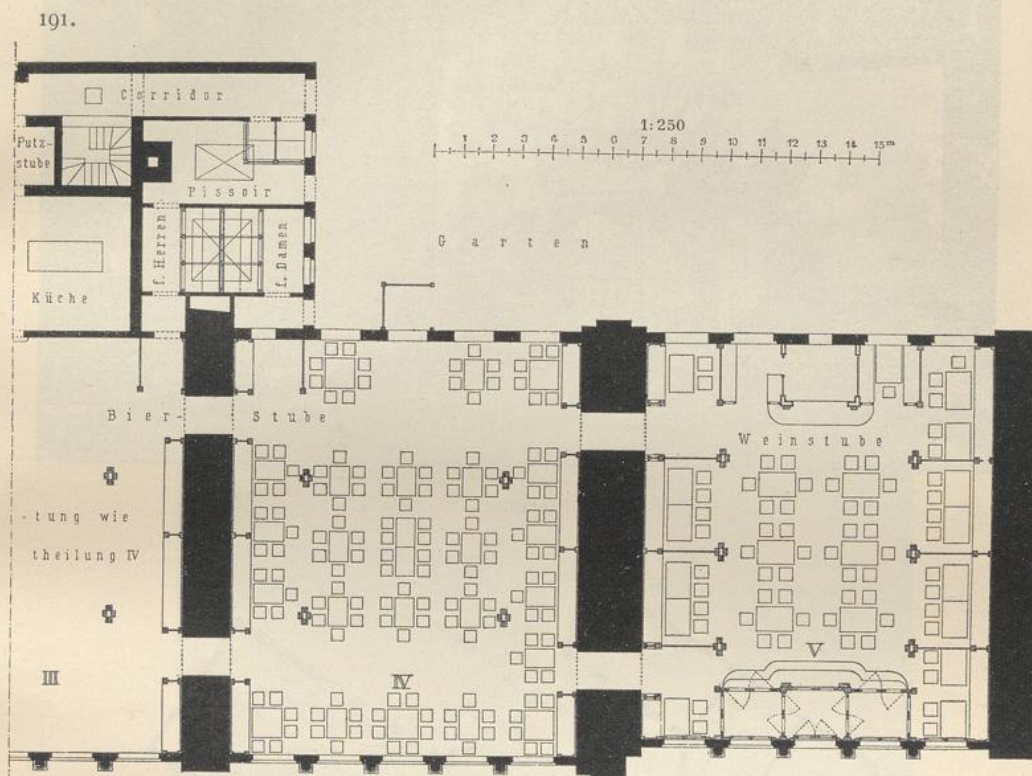 191.
Corridor
1:250
1 2 3 4 5 6 7 8 9 10 11 12 13 14 15 m
Putz-
stube
Pissoir
f. Herren
f. Damen
Garten
Küche
Bier- Stube
Weinstube
-tung wie
theilung IV
III
IV
V